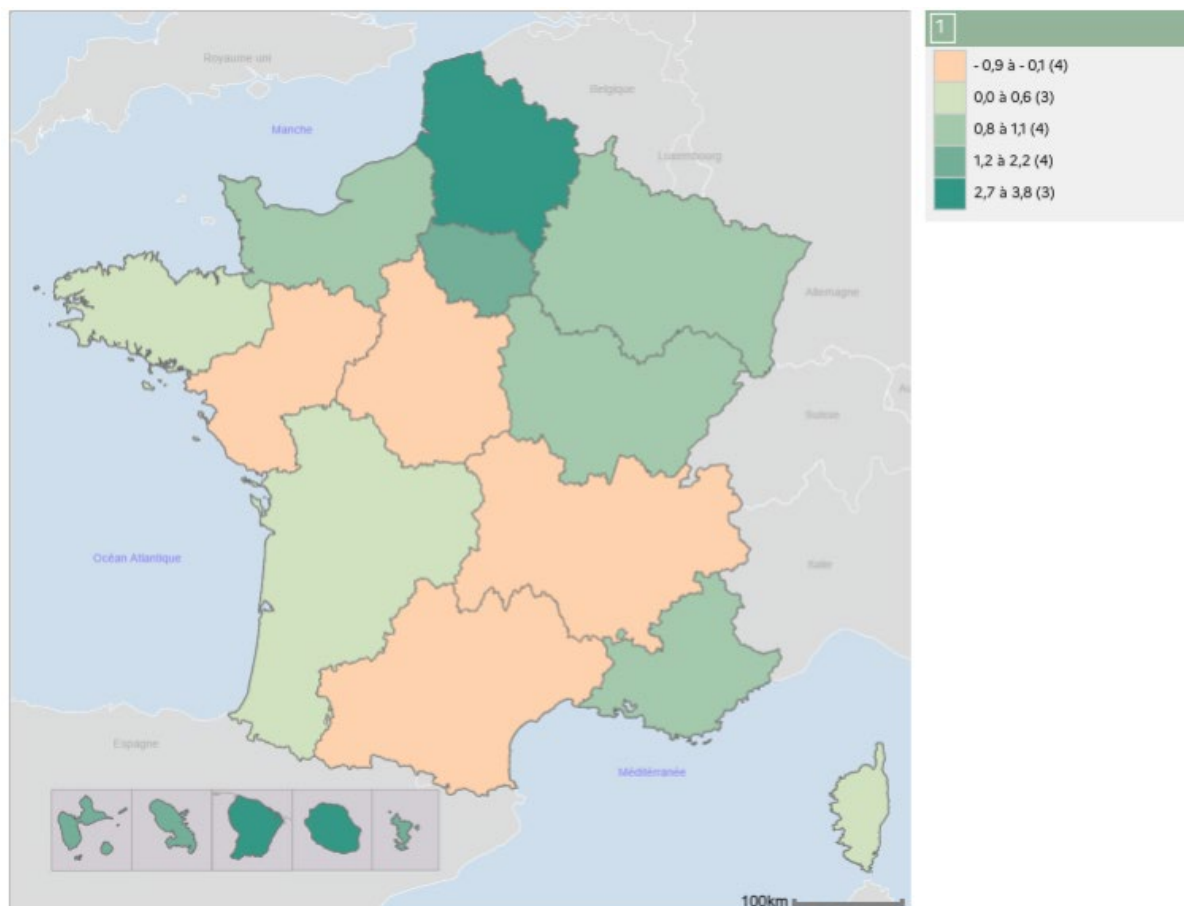 1
- 0,9 à - 0,1 (4)
0,0 à 0,6 (3)
0,8 à 1,1 (4)
1,2 à 2,2 (4)
2,7 à 3,8 (3)
Royaume uni
Belgique
Manche
Luxembourg
Allemagne
Au
Suisse
Océan Atlantique
Italie
Espagne
Méditérranée
100km